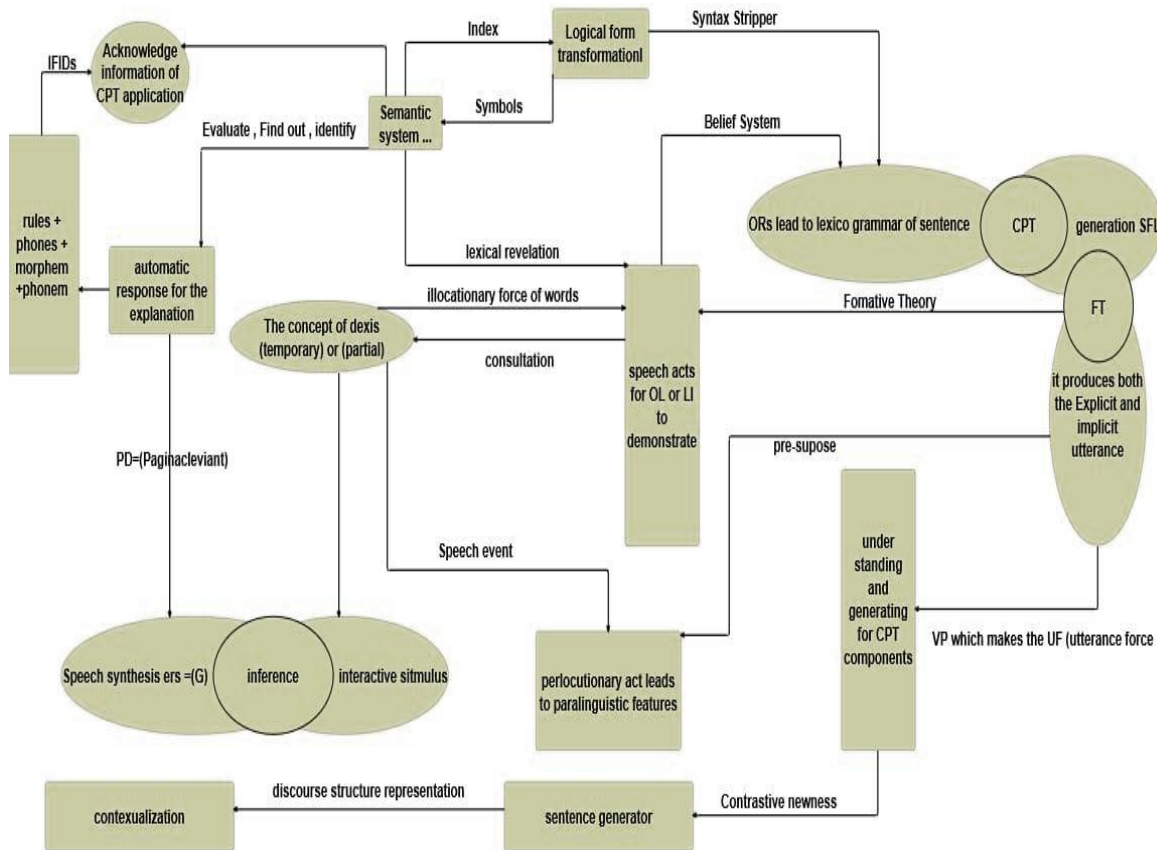 Index
Syntax Stripper
Logical form
transformationl
IFIDs
Acknowledge
information of
CPT application
Symbols
Semantic
system ...
Belief System
Evaluate , Find out , identify
rules +
phones +
morphem
+phonem
ORs lead to lexico grammar of sentence
CPT
generation SFL
lexical revelation
automatic
response for the
explanation
illocationary force of words
Fomative Theory
FT
The concept of dexis
(temporary) or (partial)
consultation
speech acts
for OL or LI
to
demonstrate
it produces both
the Explicit and
implicit
utterance
pre-supose
PD=(Paginacleviant)
Speech event
under
standing
and
generating
for CPT
components
VP which makes the UF (utterance force
Speech synthesis ers =(G)
inference
interactive sitmulus
perlocutionary act leads
to paralinguistic features
discourse structure representation
Contrastive newness
contexualization
sentence generator